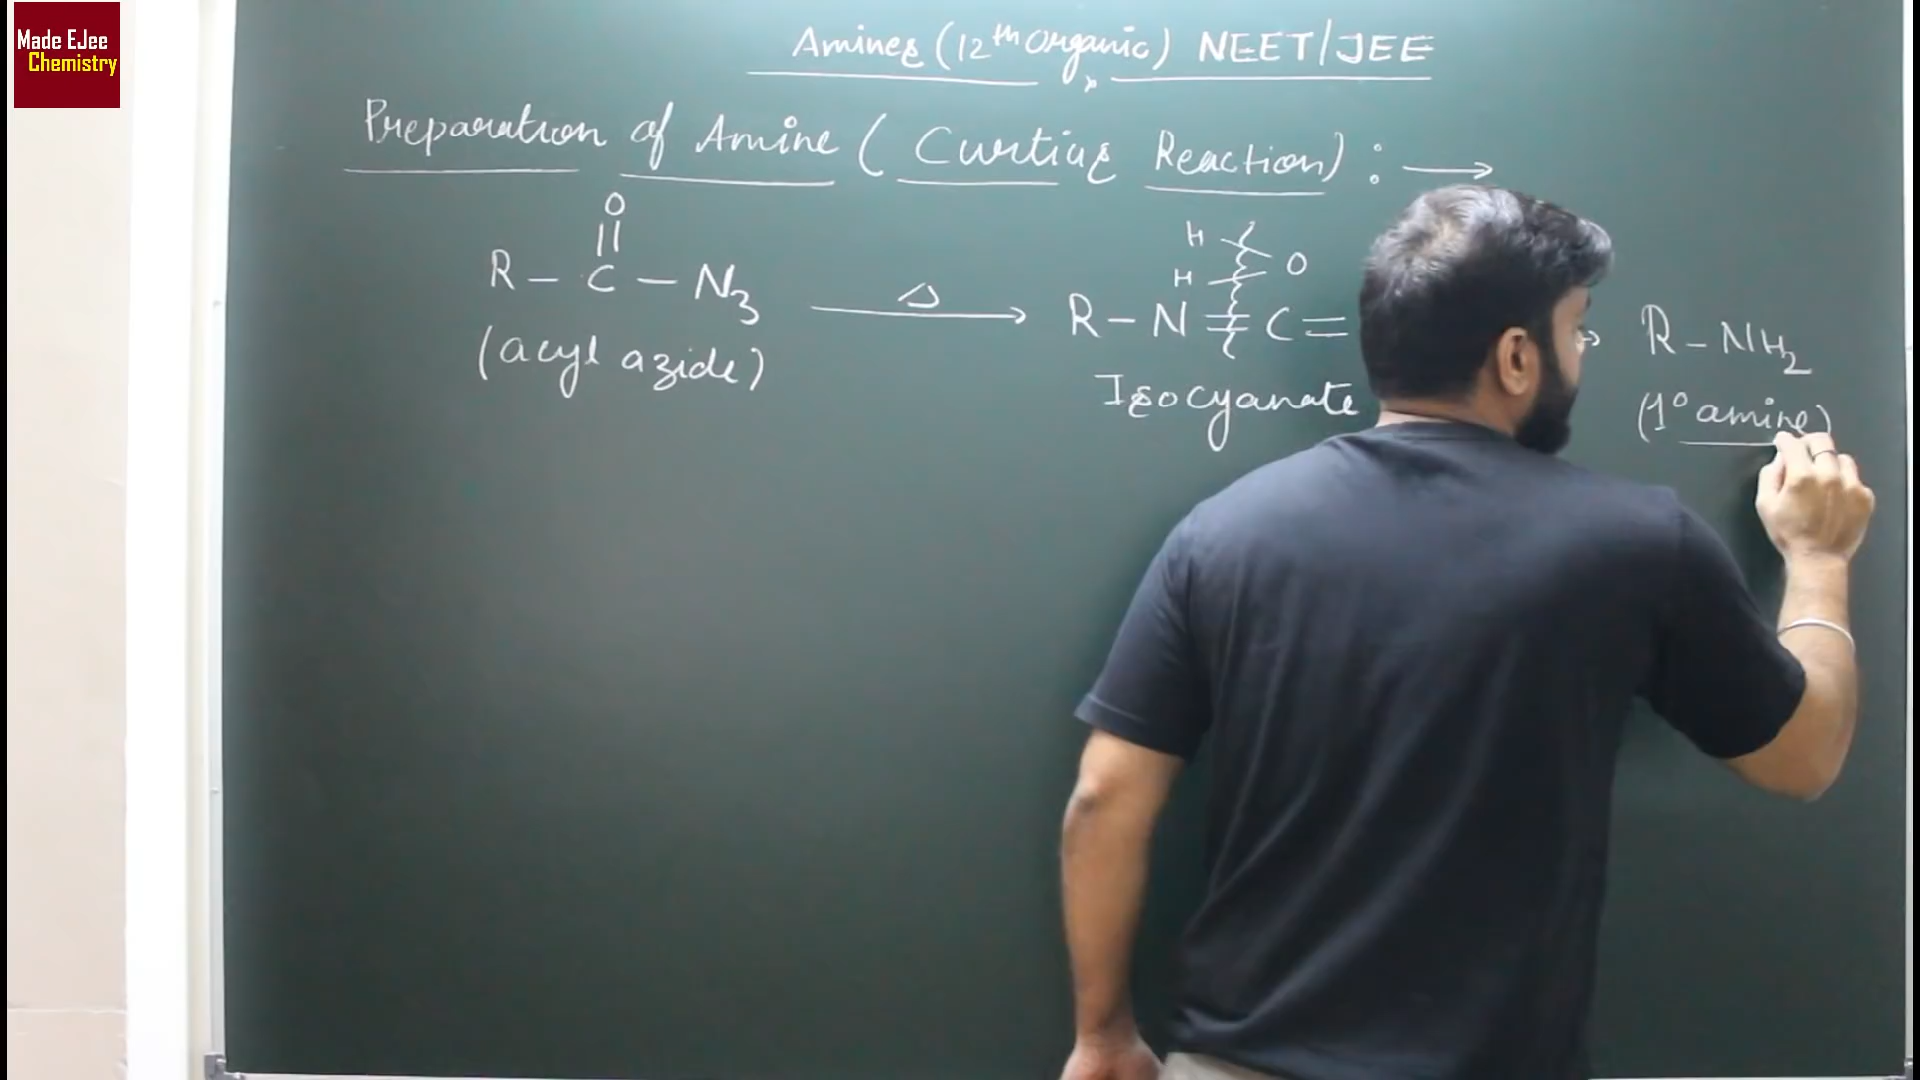 Made EJee
Chemistry
Amines (12th Organic) NEET/JEE
Preparation of Amine (Curtius Reaction) : →
O
||
R – C – N3
(acyl azide)
Δ
→
H
H
O
R – N = C =
Isocyanate
→
R – NH2
(1° amine)